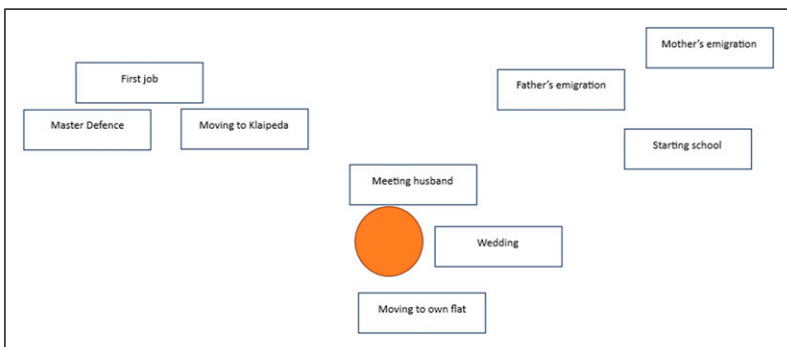 Mother's emigration
First job
Father's emigration
Master Defence
Moving to Klaipeda
Starting school
Meeting husband
Wedding
Moving to own flat